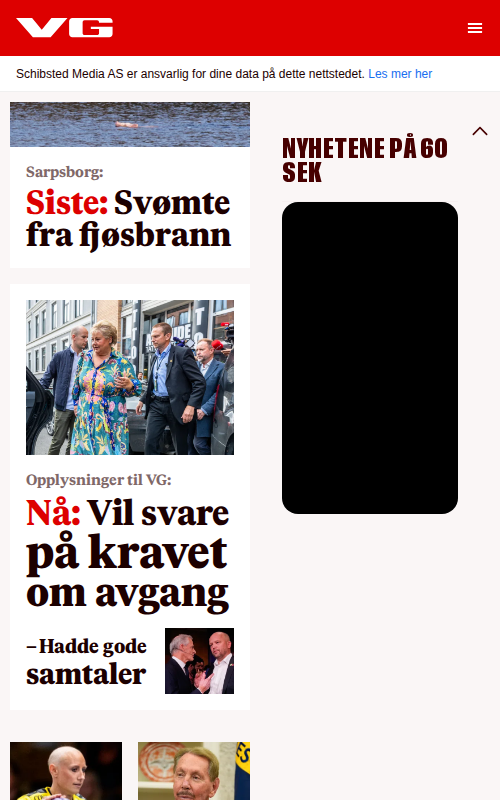 VG
Schibsted Media AS er ansvarlig for dine data på dette nettstedet. Les mer her
Sarpsborg:
Siste: Svømte
fra fjøsbrann
Opplysninger til VG:
Nå: Vil svare
på kravet
om avgang
– Hadde gode
samtaler
NYHETENE PÅ 60
SEK